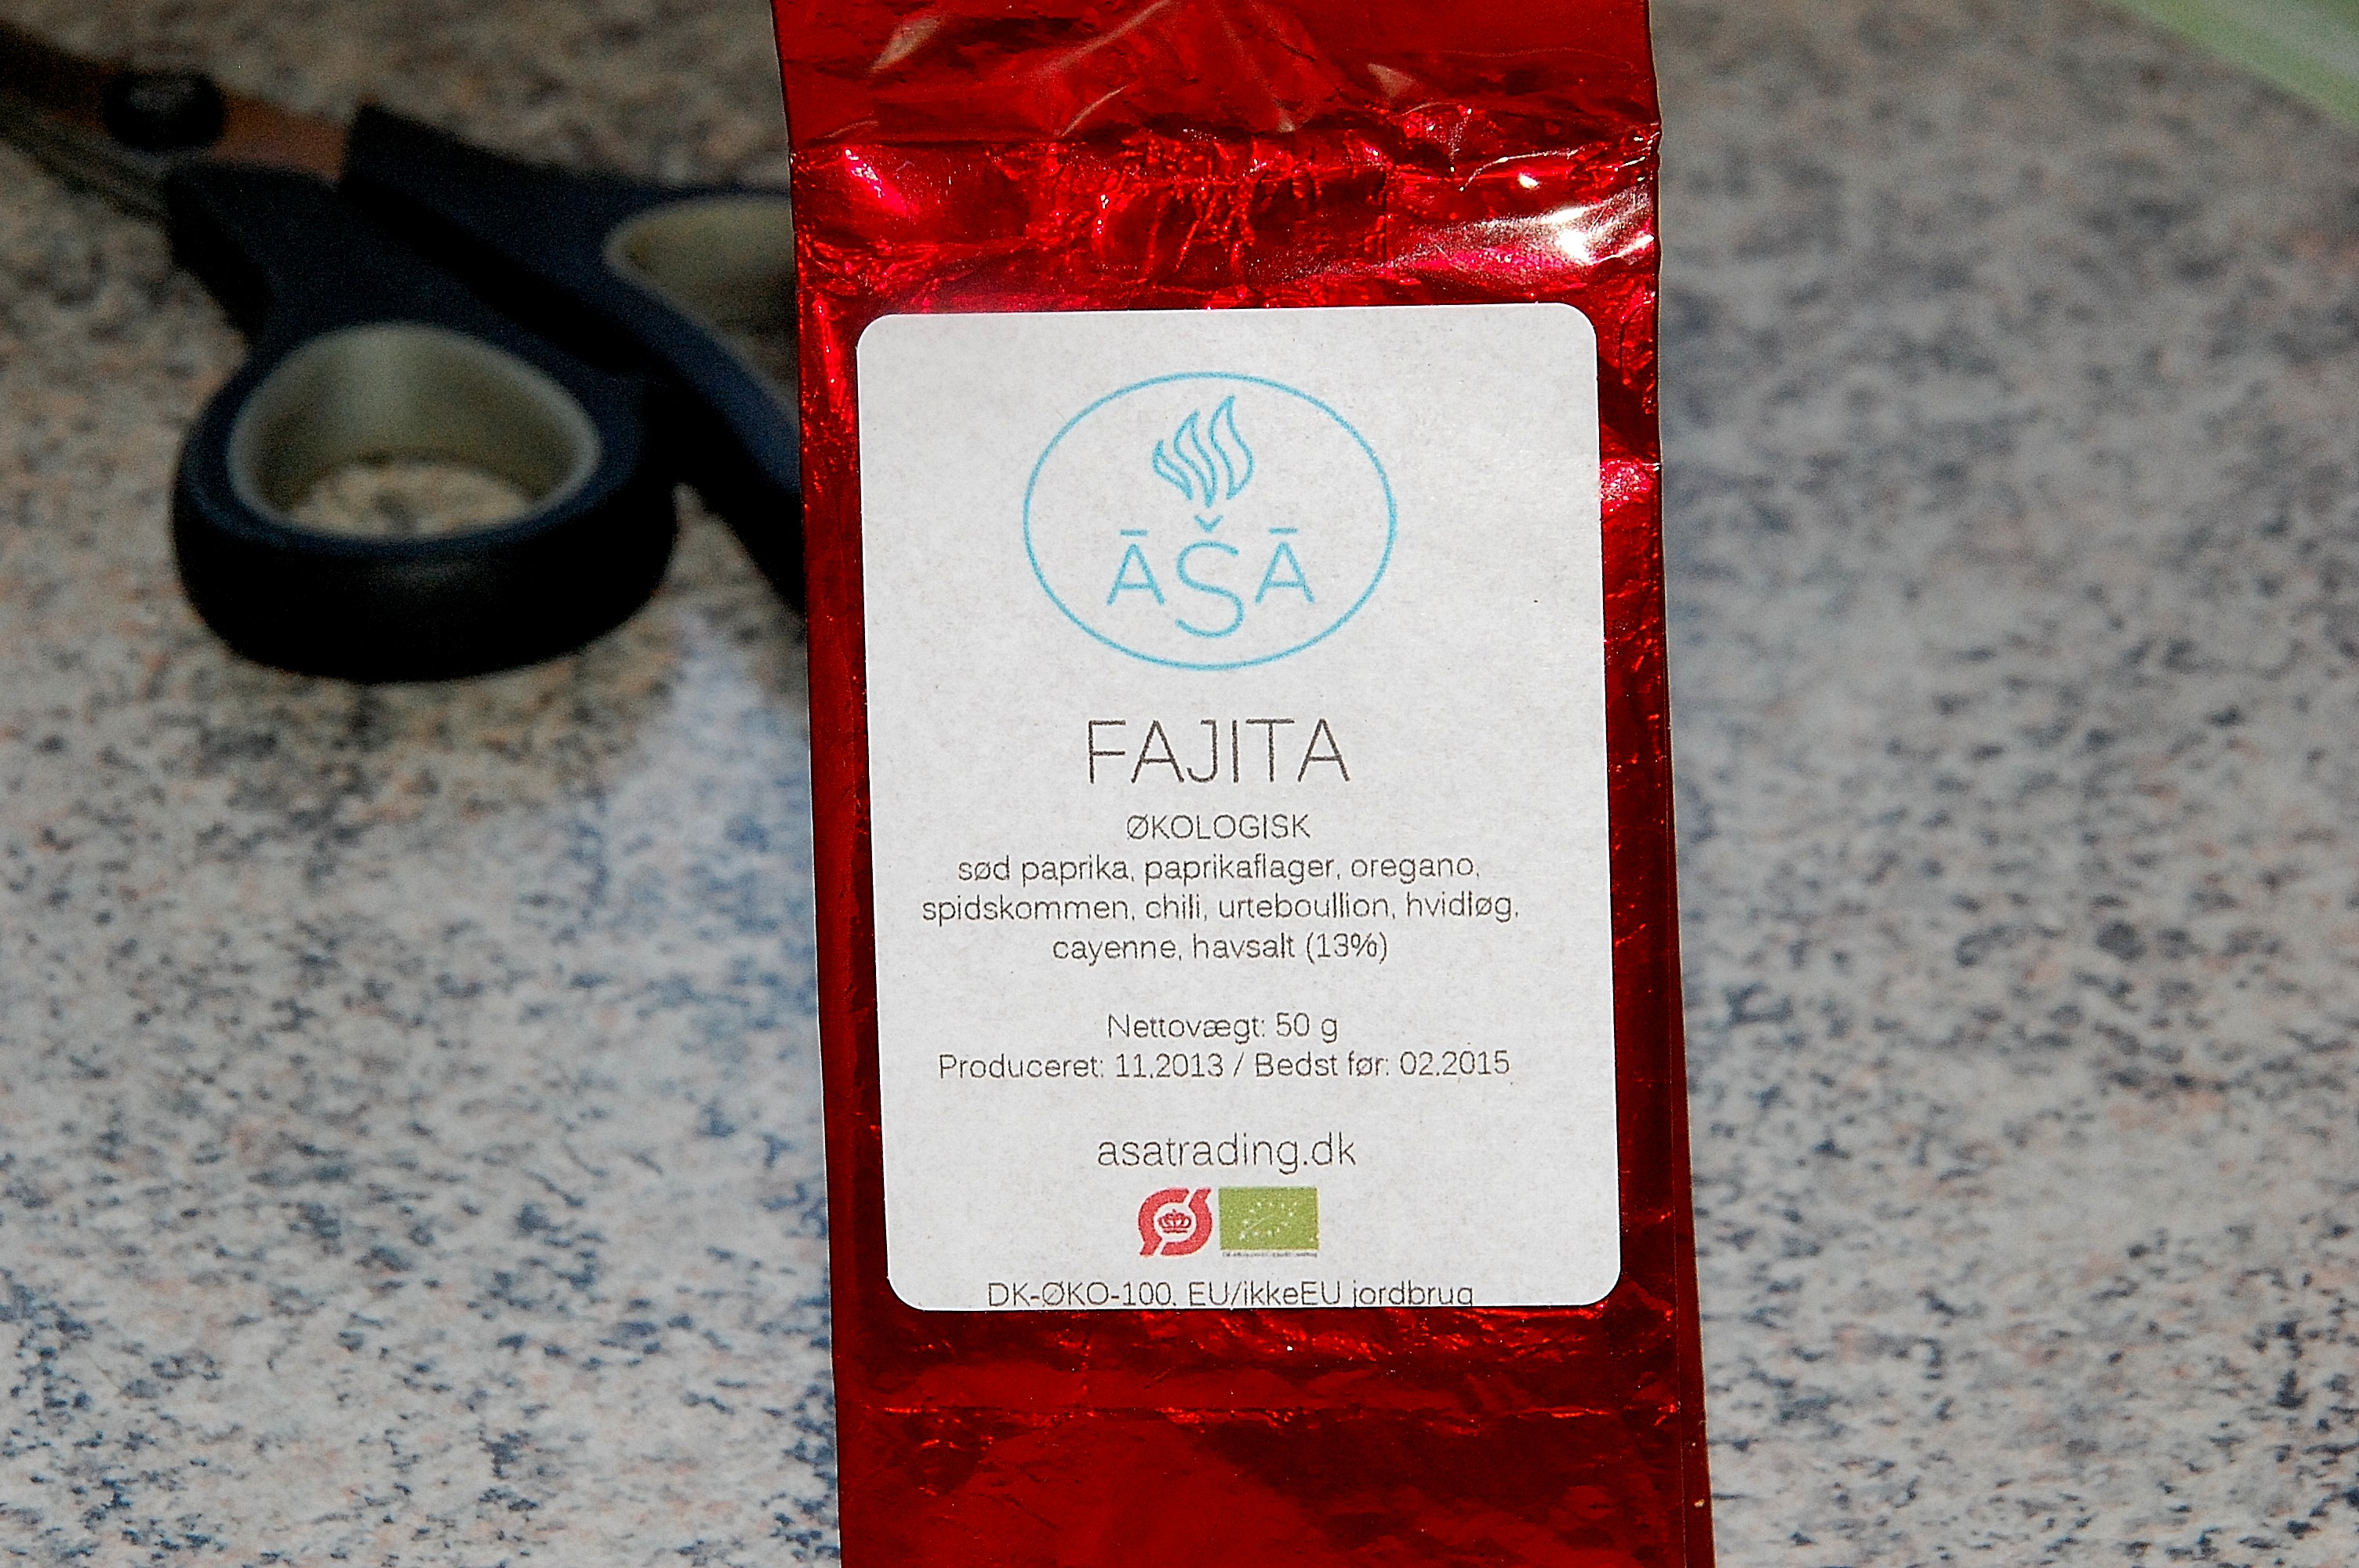 ĀŠĀ
FAJITA
ØKOLOGISK
sød paprika, paprikaflager, oregano,
spidskommen, chili, urteboullion, hvidløg,
cayenne, havsalt (13%)
Nettovægt: 50 g
Produceret: 11.2013 / Bedst før: 02.2015
asatrading.dk
DK-ØKO-100. EU/ikkeEU jordbrug